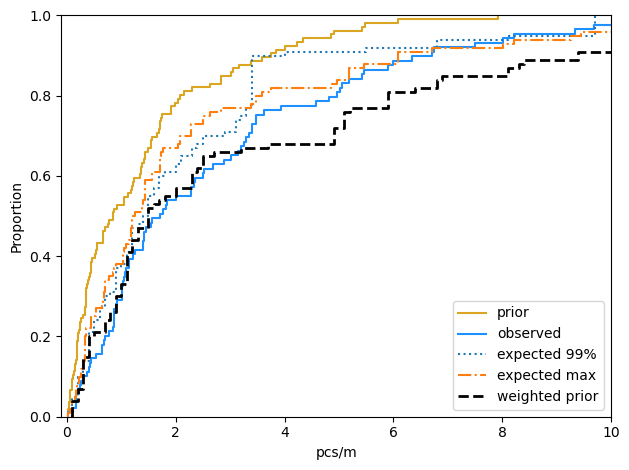 1.0
0.8
0.6
0.4
0.2
0.0
Proportion
prior
observed
expected 99%
expected max
weighted prior
0 2 4 6 8 10
pcs/m